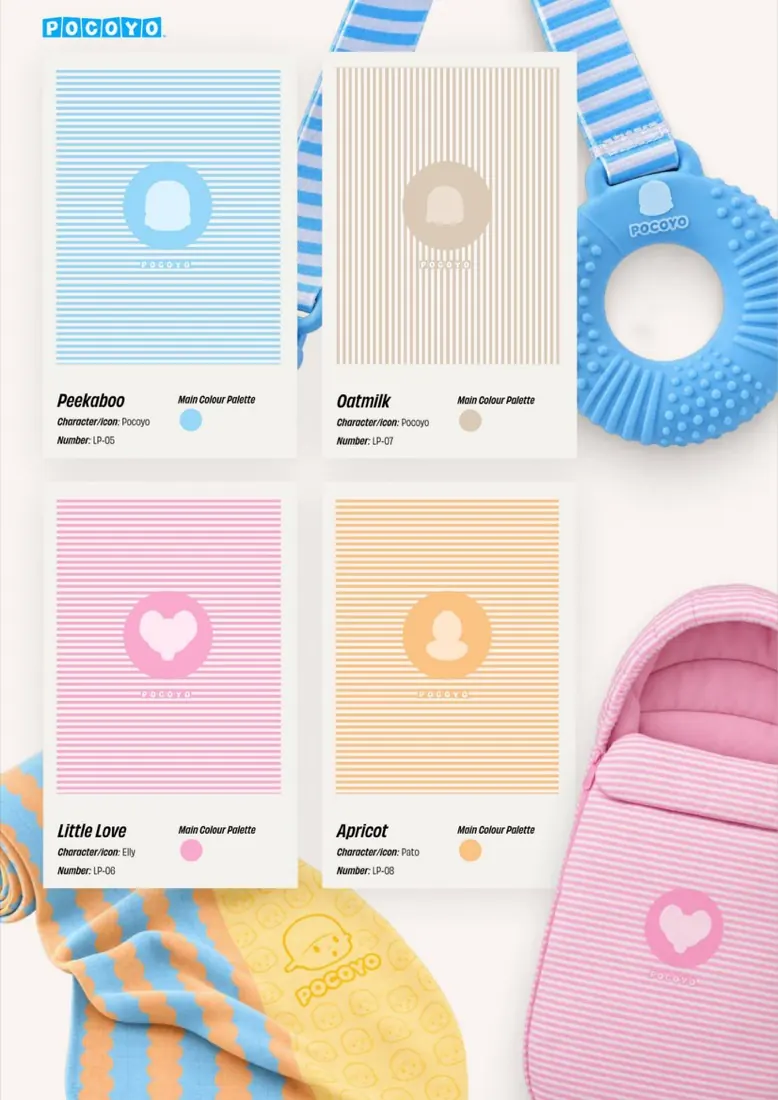 POCOYO
POCOYO
POCOYO
POCOYO
Peekaboo
Main Colour Palette
Character/Icon: Pocoyo
Number: LP-05
Oatmilk
Main Colour Palette
Character/Icon: Pocoyo
Number: LP-07
POCOYO
POCOYO
Little Love
Main Colour Palette
Character/Icon: Elly
Number: LP-06
Apricot
Main Colour Palette
Character/Icon: Pato
Number: LP-08
POCOYO
POCOYO